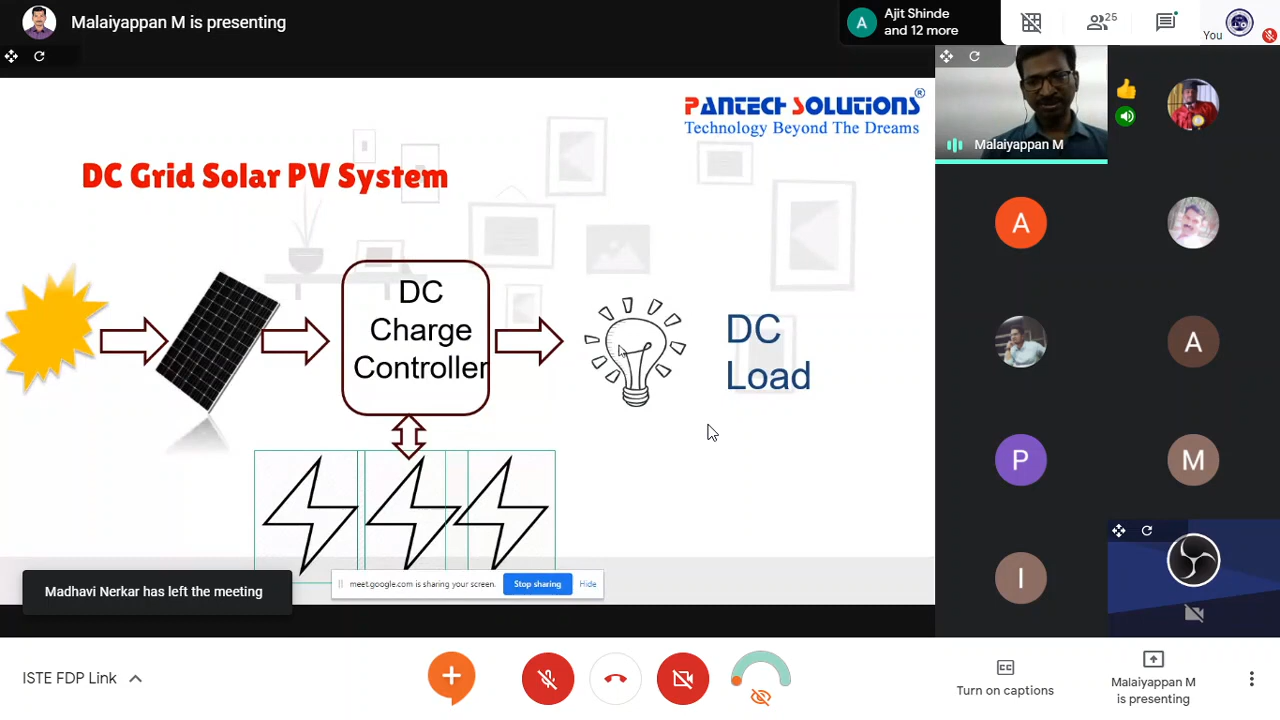 Malaiyappan M is presenting
Ajit Shinde
and 12 more
25
You
PANTECH SOLUTIONS®
Technology Beyond The Dreams
DC Grid Solar PV System
DC
Charge
Controller
DC
Load
Malaiyappan M
A
A
P
M
I
meet.google.com is sharing your screen.
Stop sharing
Hide
Madhavi Nerkar has left the meeting
ISTE FDP Link
Turn on captions
Malaiyappan M
is presenting
A
CC